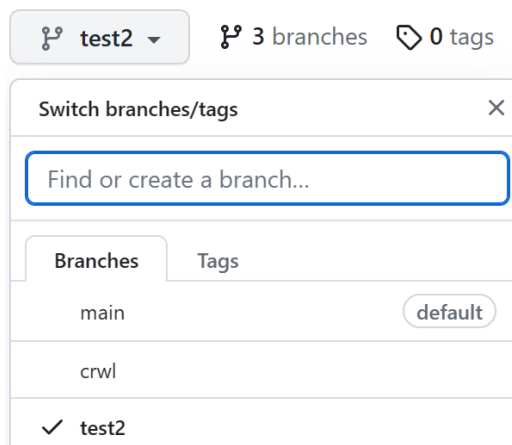 test2 3 branches 0 tags
Switch branches/tags
Find or create a branch...
Branches Tags
main default
crwl
test2